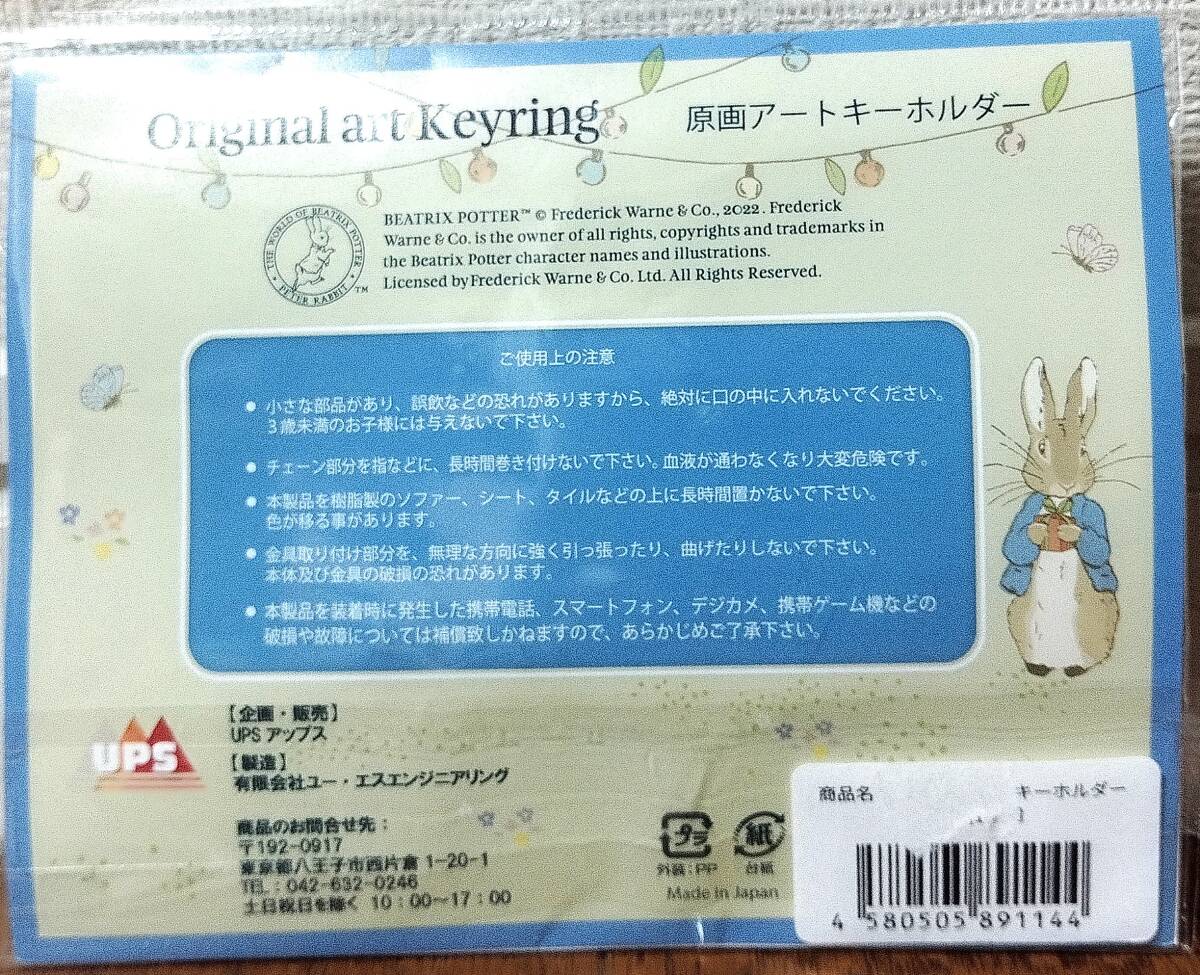 Original art Keyring
原画アートキーホルダー
THE WORLD OF BEATRIX POTTER
PETER RABBIT
TM
BEATRIX POTTER™ © Frederick Warne & Co., 2022. Frederick
Warne & Co. is the owner of all rights, copyrights and trademarks in
the Beatrix Potter character names and illustrations.
Licensed by Frederick Warne & Co. Ltd. All Rights Reserved.
ご使用上の注意
● 小さな部品があり、誤飲などの恐れがありますから、絶対に口の中に入れないでください。
3歳未満のお子様には与えないで下さい。
● チェーン部分を指などに、長時間巻き付けないで下さい。血液が通わなくなり大変危険です。
● 本製品を樹脂製のソファー、シート、タイルなどの上に長時間置かないで下さい。
色が移る事があります。
● 金具取り付け部分を、無理な方向に強く引っ張ったり、曲げたりしないで下さい。
本体及び金具の破損の恐れがあります。
● 本製品を装着時に発生した携帯電話、スマートフォン、デジカメ、携帯ゲーム機などの
破損や故障については補償致しかねますので、あらかじめご了承下さい。
UPS
【企画・販売】
UPS アップス
【製造】
有限会社ユー・エスエンジニアリング
商品のお問合せ先：
〒192-0917
東京都八王子市西片倉 1-20-1
TEL：042-632-0246
土日祝日を除く 10：00〜17：00
プラ
紙
外装：PP
台紙
Made in Japan
商品名
キーホルダー
4 580505 891144